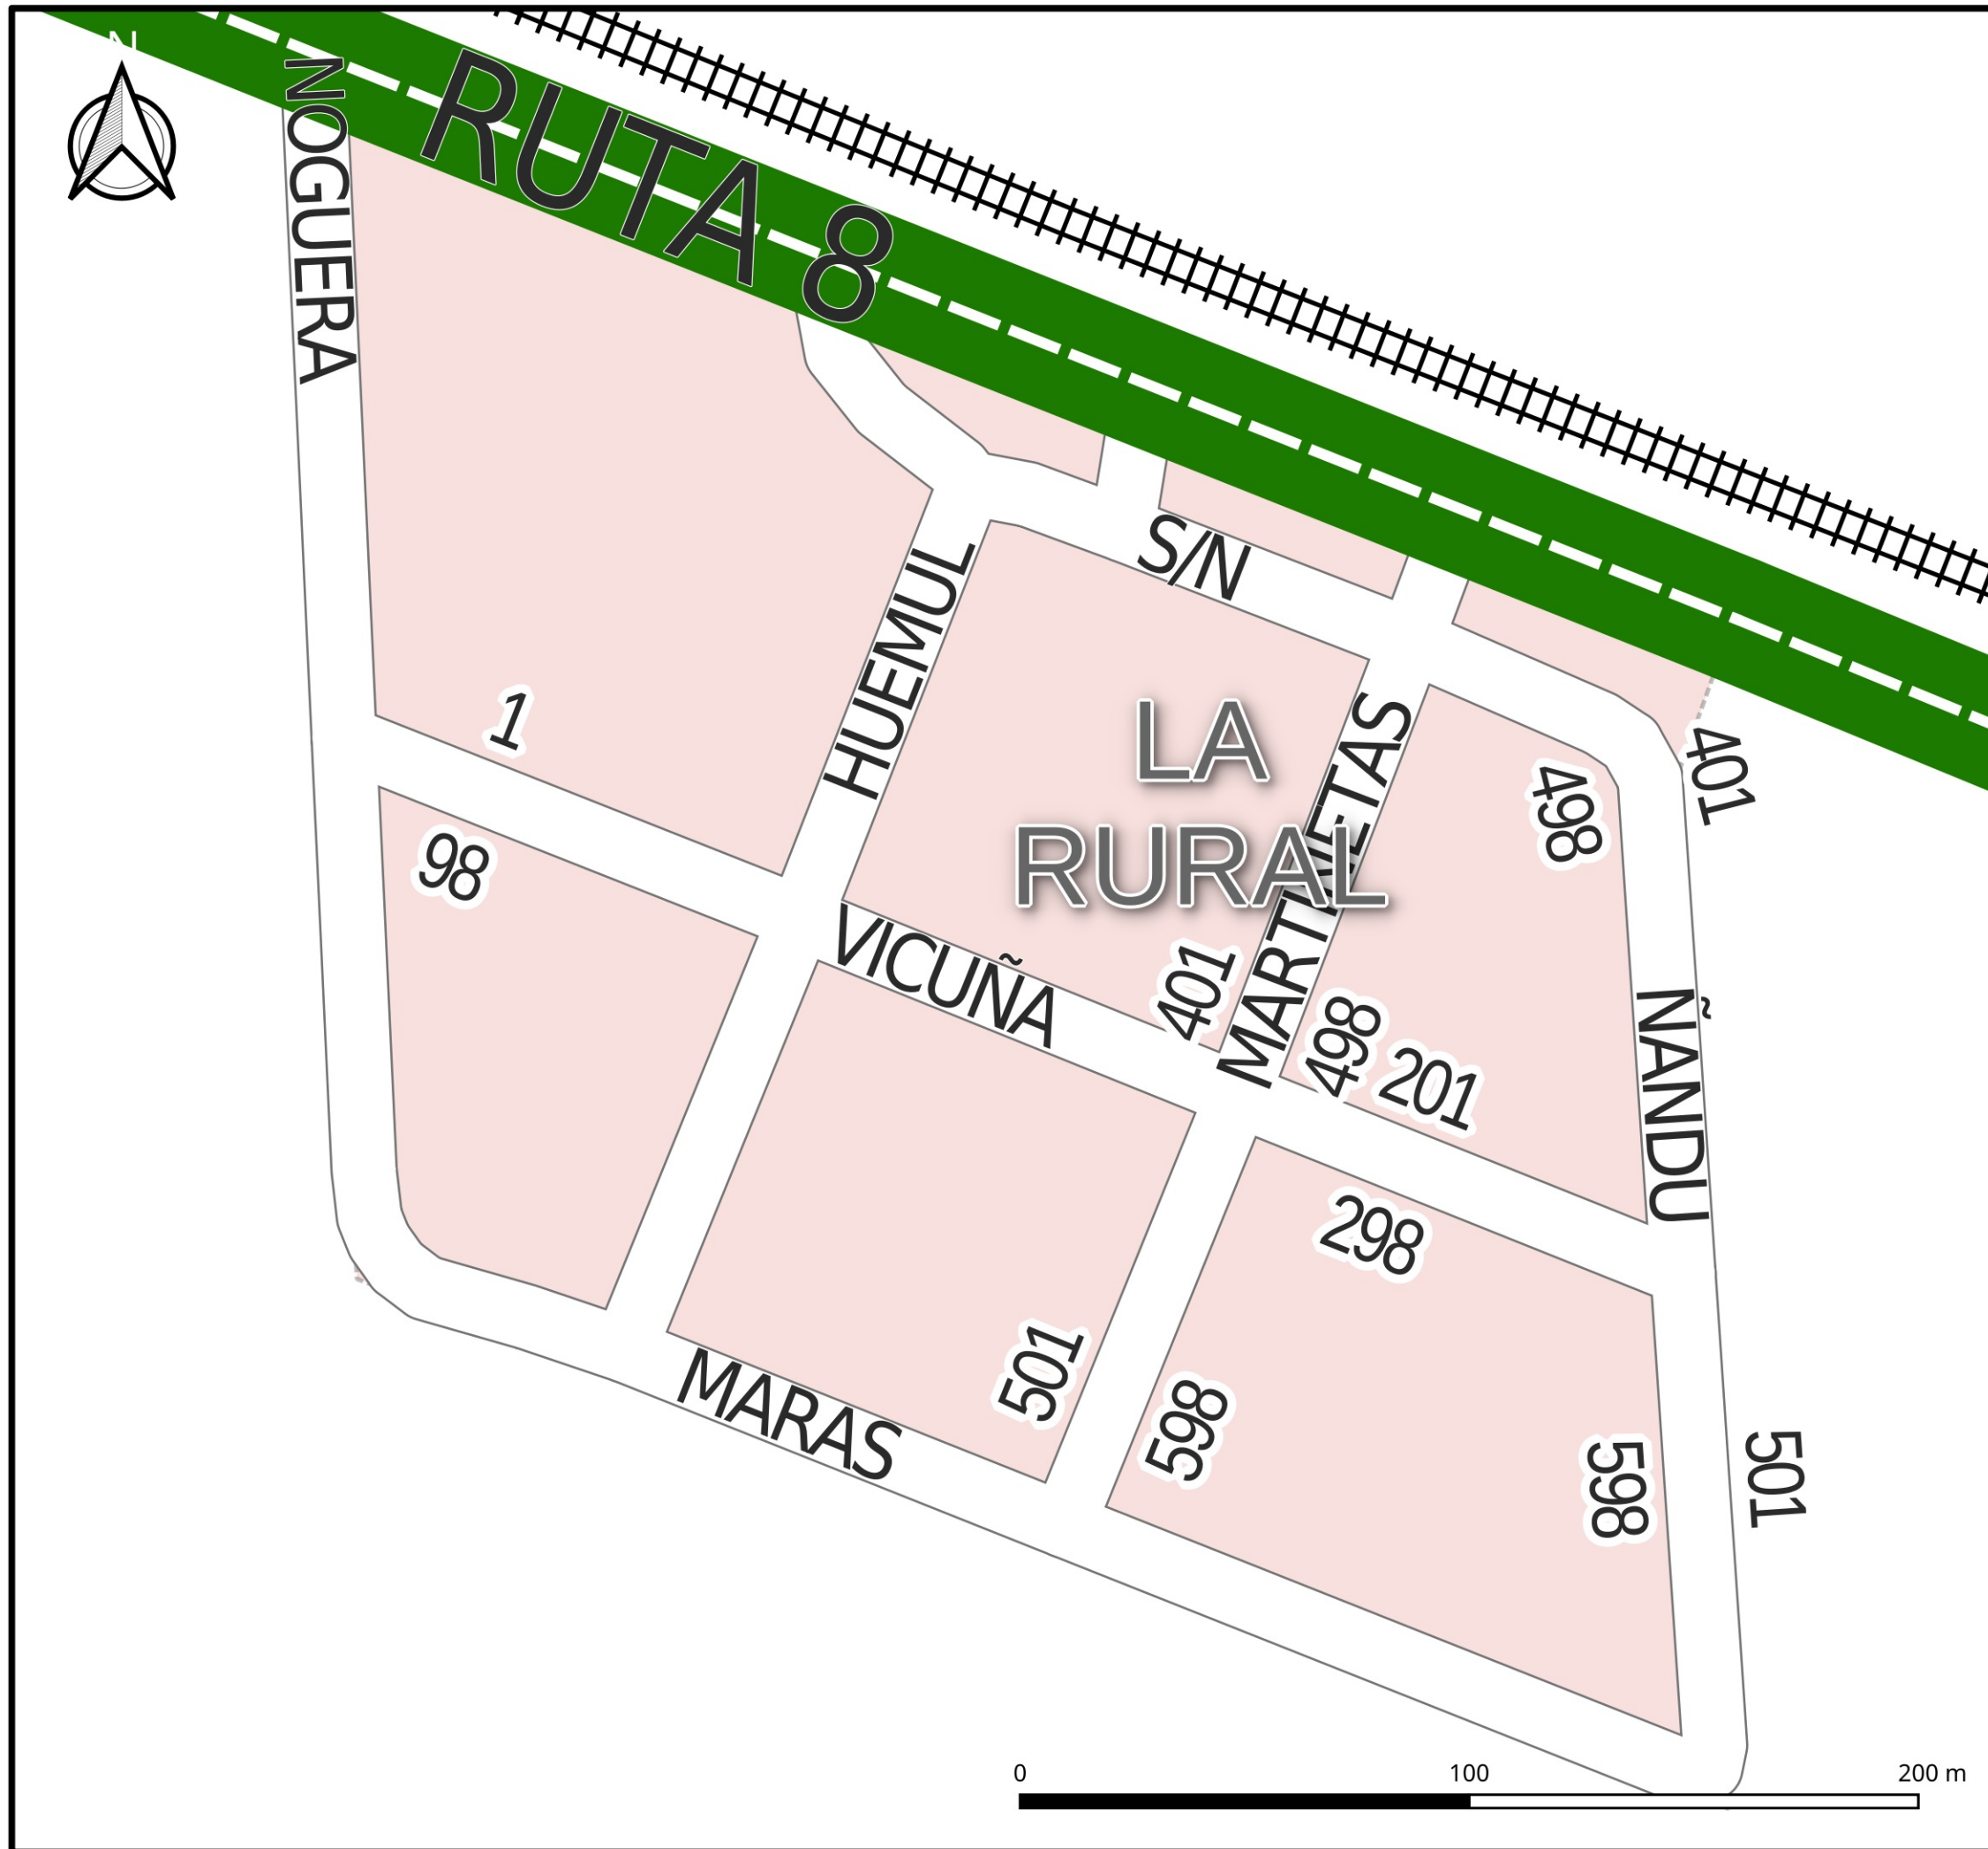 N
NOGUERA
RUTA 8
S/N
HUEMUL
1
LA
RURAL
MARTINETAS
401
498
98
VICUÑA
401
498
201
ÑANDU
298
501
598
MARAS
598
501
0 100 200 m